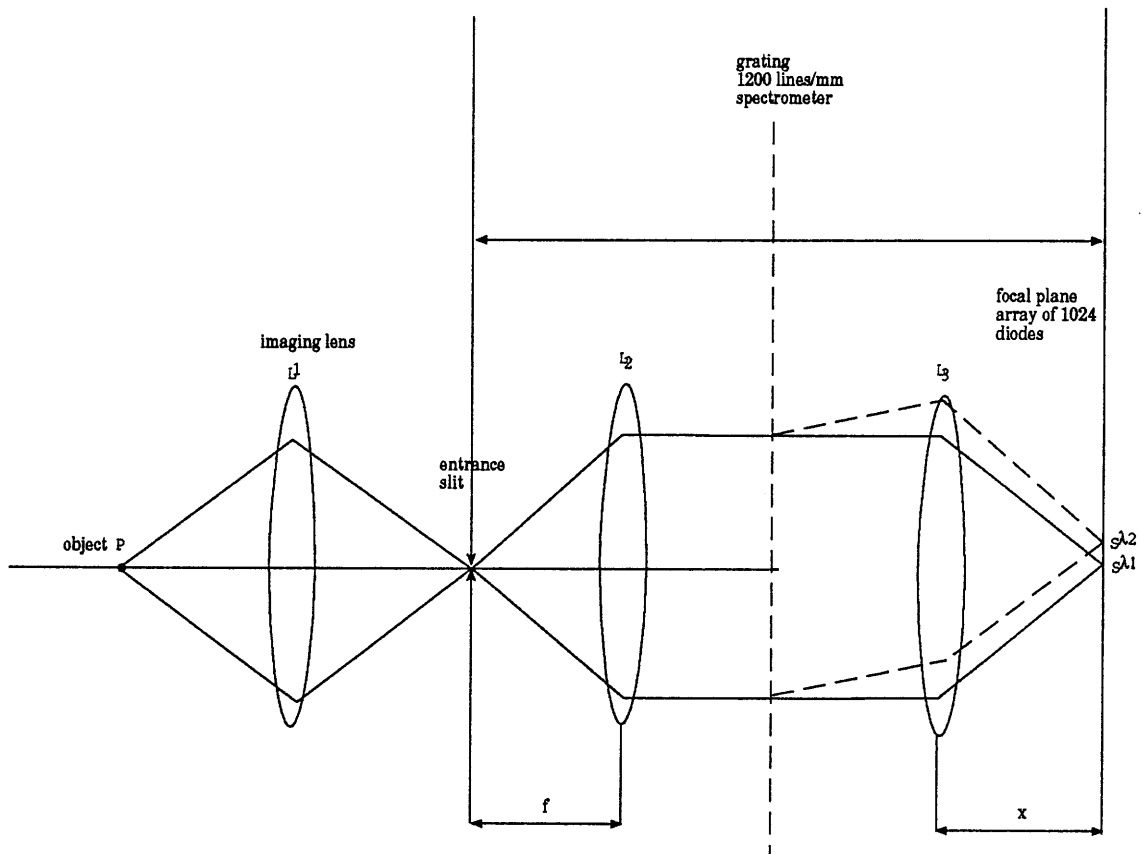 grating
1200 lines/mm
spectrometer
focal plane
array of 1024
diodes
imaging lens
L1
L2
L3
entrance
slit
object P
Sλ2
Sλ1
f
x